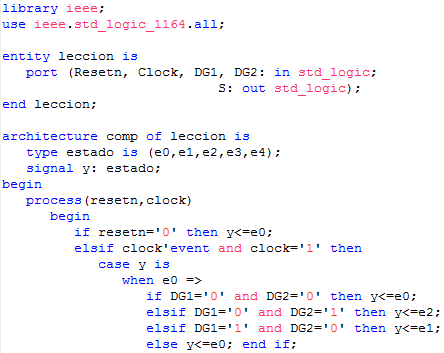 library ieee;
use ieee.std_logic_1164.all;
entity leccion is
port (Resetn, Clock, DG1, DG2: in std_logic;
S: out std_logic);
end leccion;
architecture comp of leccion is
type estado is (e0,e1,e2,e3,e4);
signal y: estado;
begin
process(resetn,clock)
begin
if resetn='0' then y<=e0;
elsif clock'event and clock='1' then
case y is
when e0 =>
if DG1='0' and DG2='0' then y<=e0;
elsif DG1='0' and DG2='1' then y<=e2;
elsif DG1='1' and DG2='0' then y<=e1;
else y<=e0; end if;